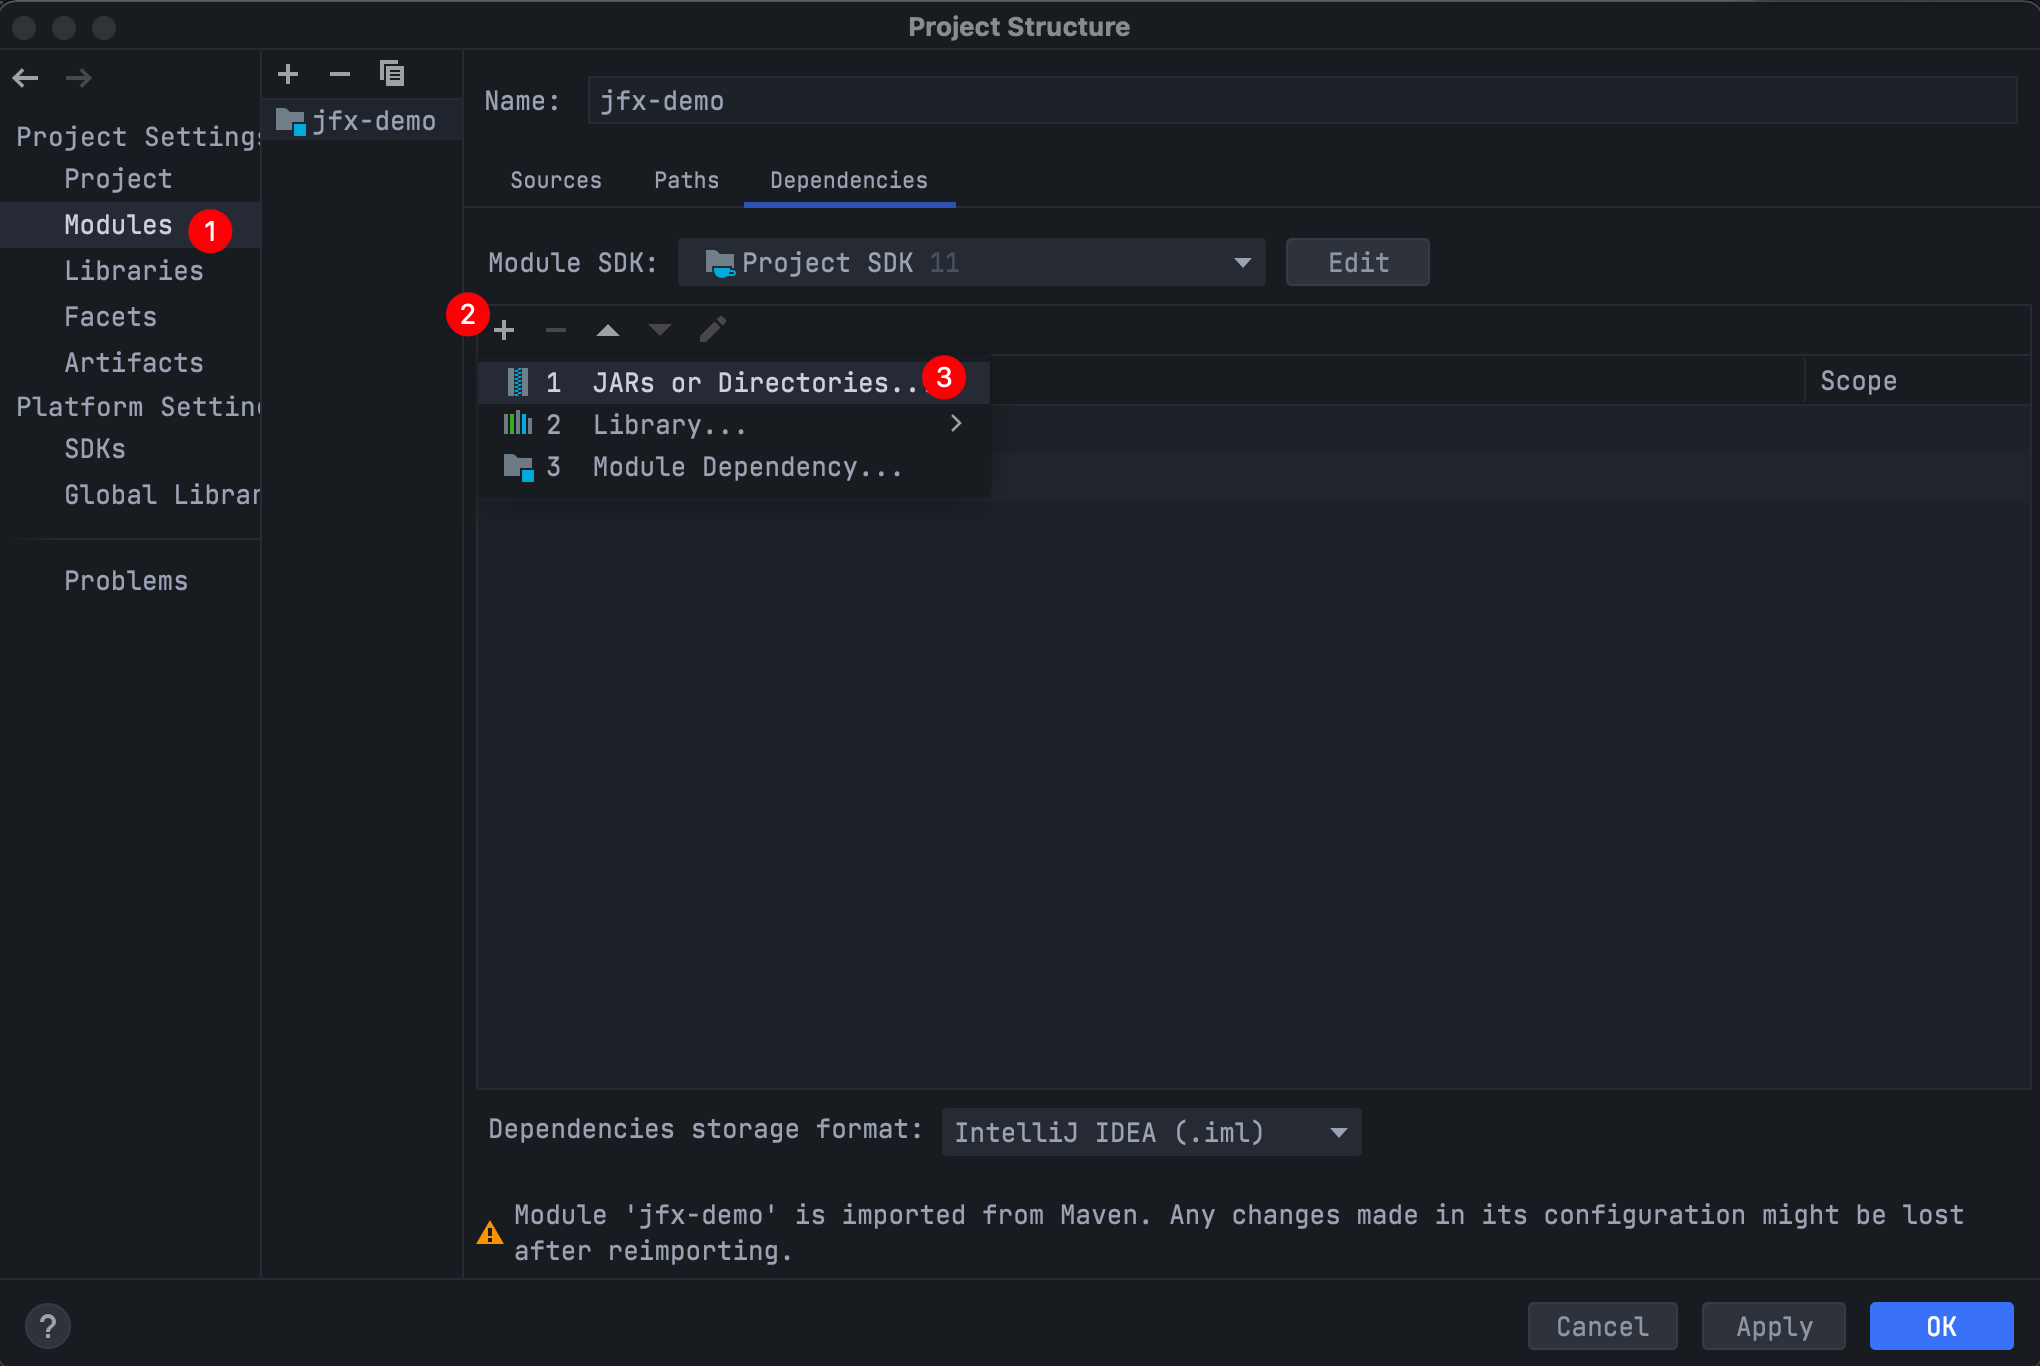 Project Structure
Project Settings
Project
Modules
1
Libraries
Facets
Artifacts
Platform Settin
SDKs
Global Librar
Problems
jfx-demo
Name:
jfx-demo
Sources Paths Dependencies
Module SDK: Project SDK 11 Edit
2
1 JARs or Directories...
3
2 Library...
3 Module Dependency...
Scope
Dependencies storage format: IntelliJ IDEA (.iml)
Module 'jfx-demo' is imported from Maven. Any changes made in its configuration might be lost
after reimporting.
?
Cancel Apply OK